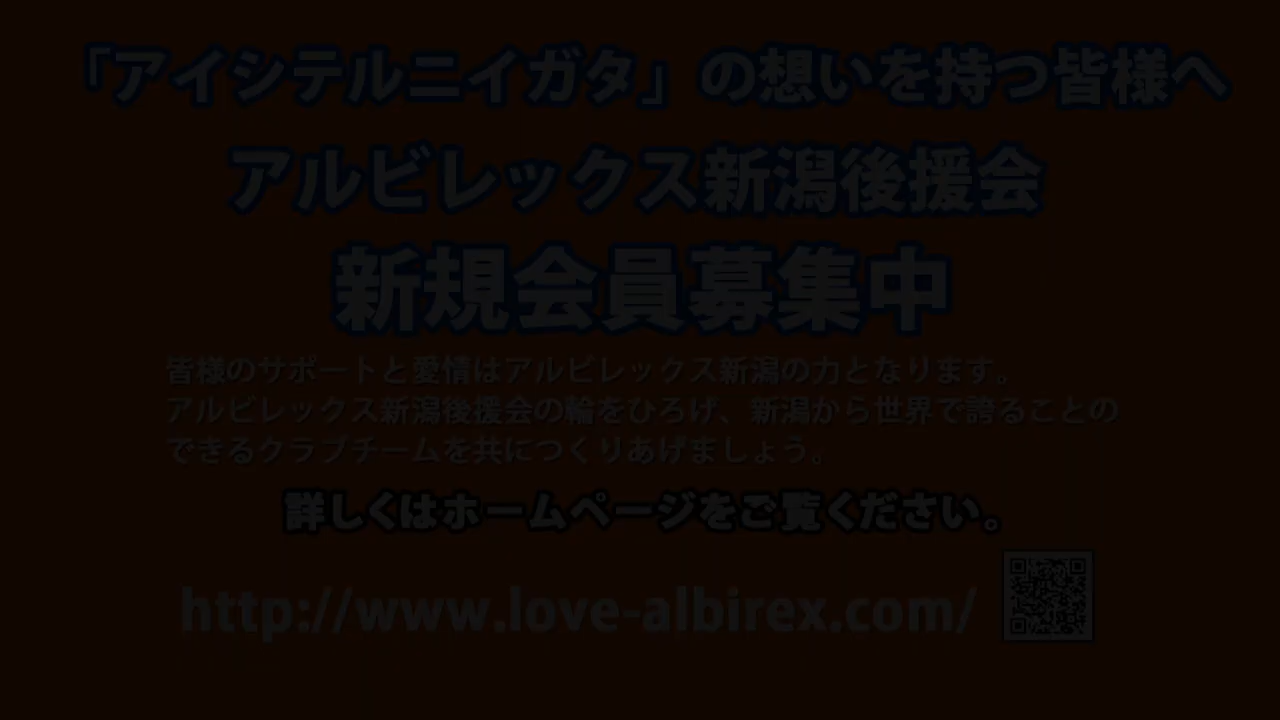 「アイシテルニイガタ」の想いを持つ皆様へ
アルビレックス新潟後援会
新規会員募集中
皆様のサポートと愛情はアルビレックス新潟の力となります。
アルビレックス新潟後援会の輪をひろげ、新潟から世界で誇ることの
できるクラブチームを共につくりあげましょう。
詳しくはホームページをご覧ください。
http://www.love-albirex.com/